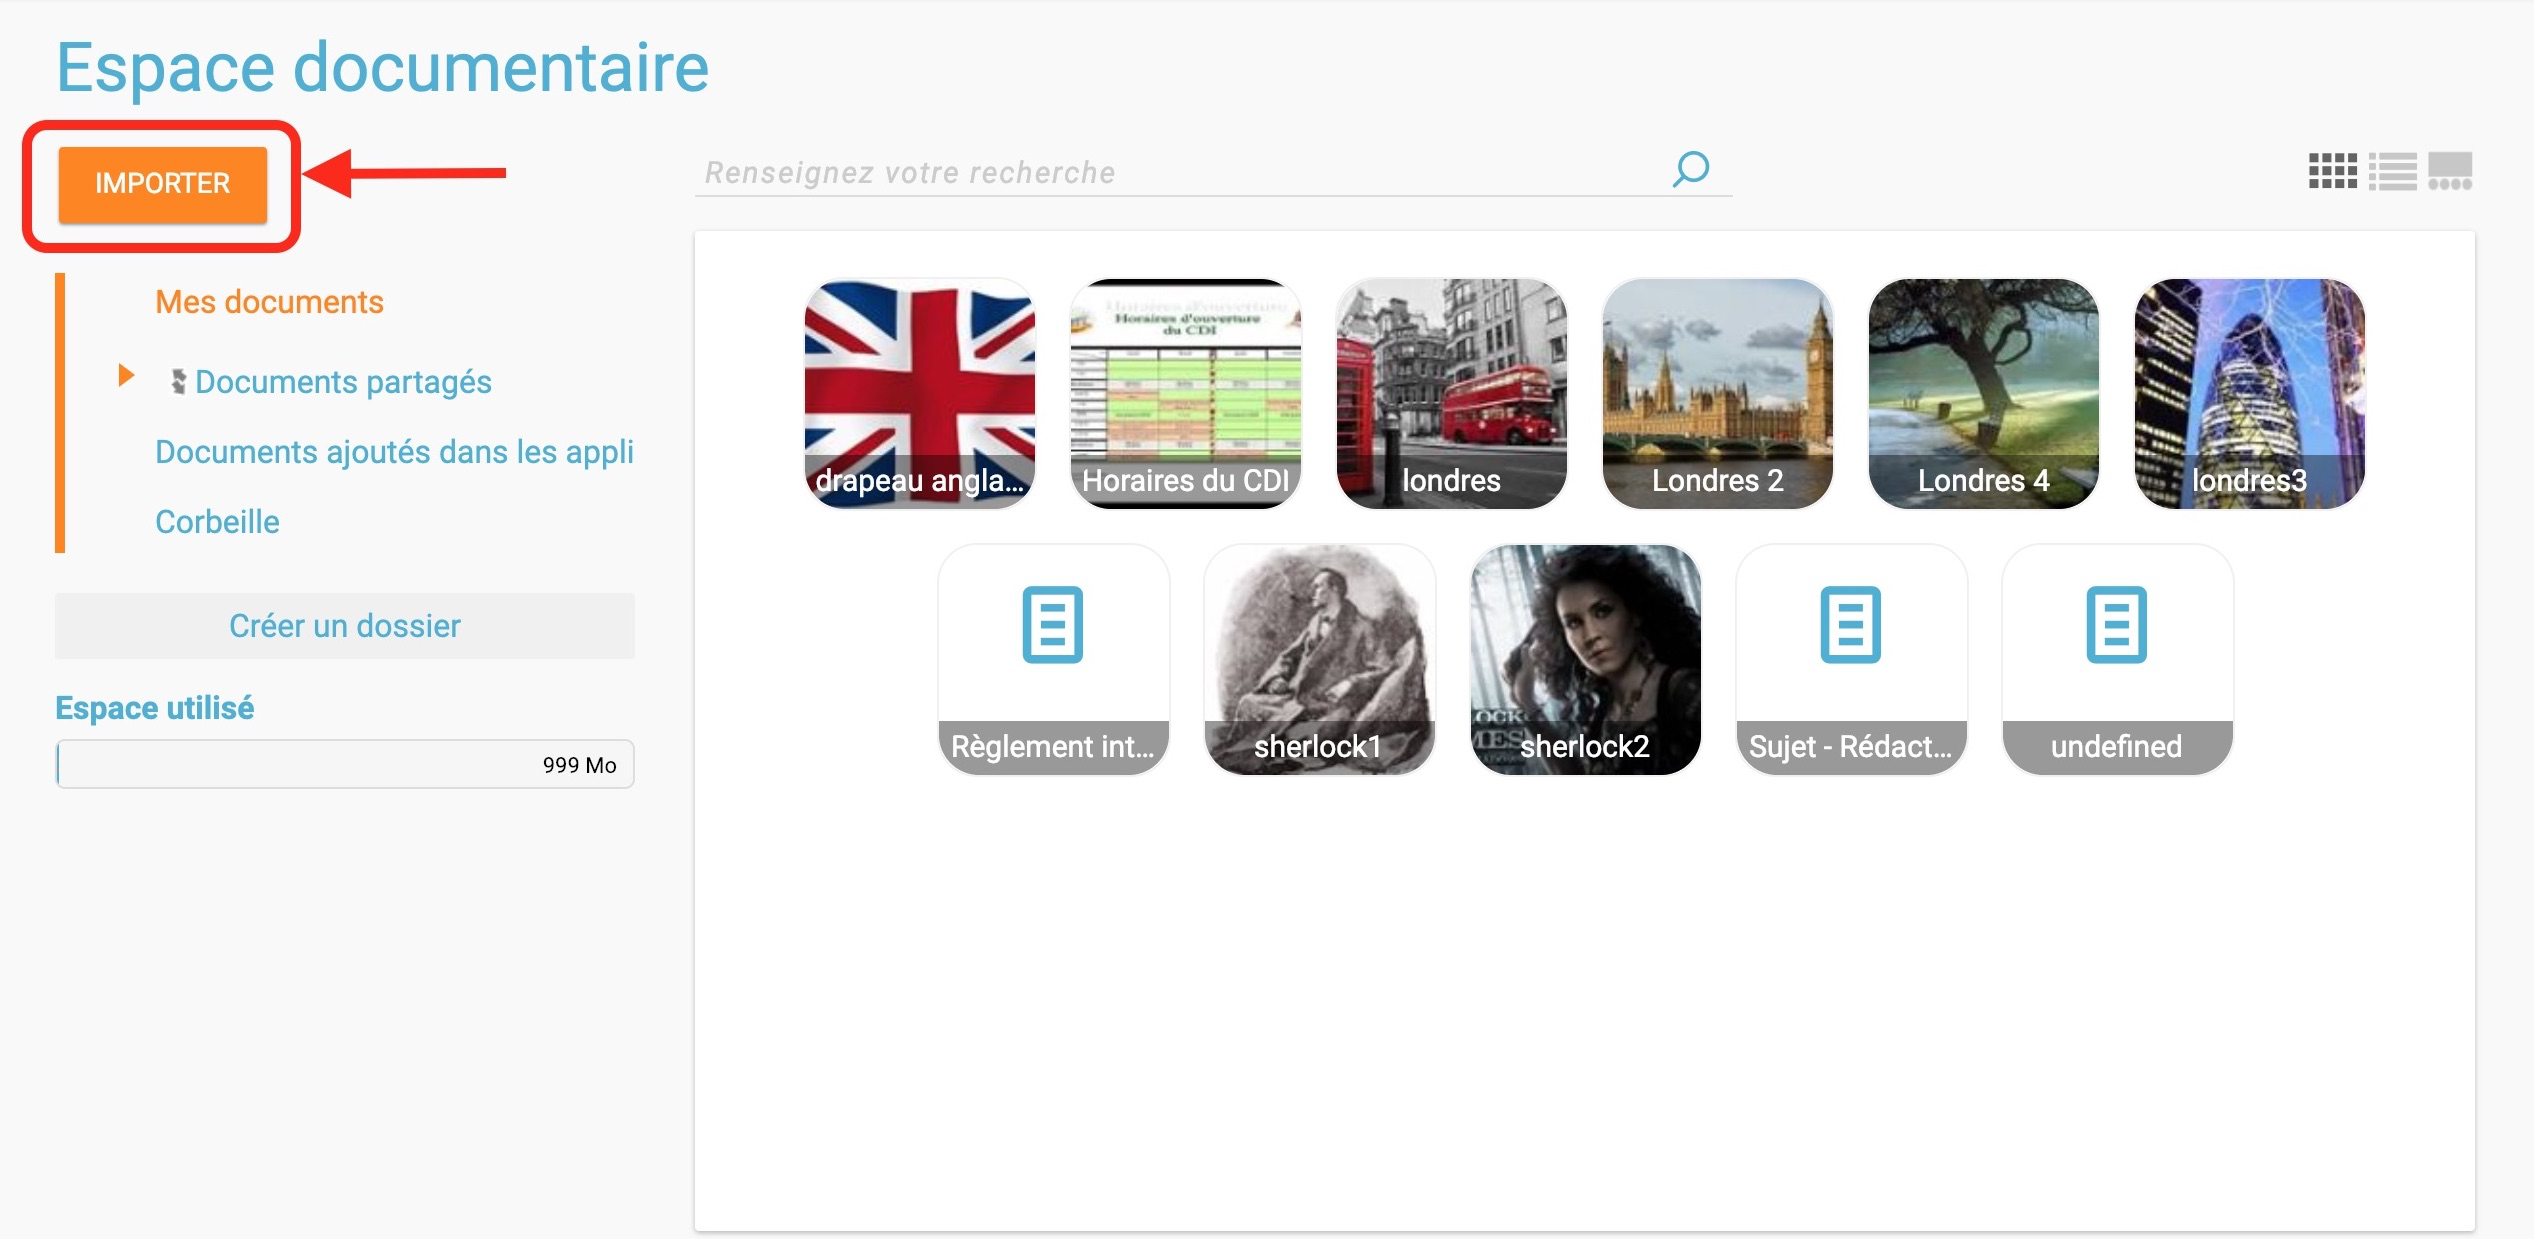 Espace documentaire
IMPORTER
Renseignez votre recherche
Mes documents
Documents partagés
Documents ajoutés dans les appli
Corbeille
Créer un dossier
Espace utilisé
999 Mo
Horaires d'ouverture
du CDI
drapeau angla...
Horaires du CDI
londres
Londres 2
Londres 4
londres3
Règlement int...
sherlock1
sherlock2
Sujet - Rédact...
undefined